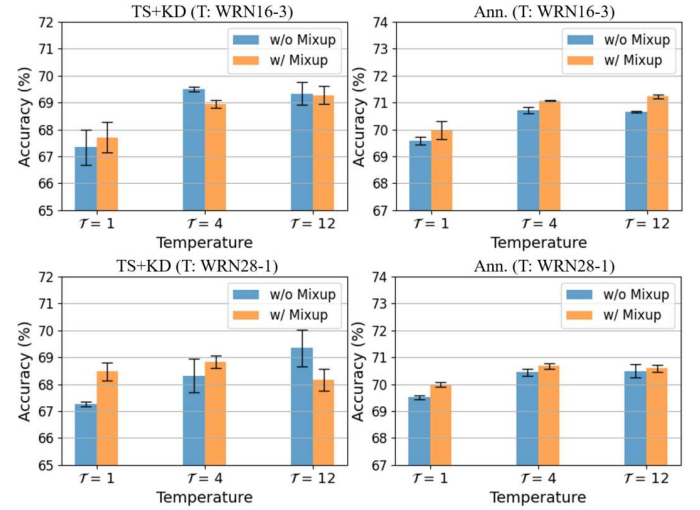 TS+KD (T: WRN16-3)
72
71
70
69
68
67
66
65
Accuracy (%)
w/o Mixup
w/ Mixup
𝒯 = 1
𝒯 = 4
𝒯 = 12
Temperature
Ann. (T: WRN16-3)
74
73
72
71
70
69
68
67
Accuracy (%)
w/o Mixup
w/ Mixup
𝒯 = 1
𝒯 = 4
𝒯 = 12
Temperature
TS+KD (T: WRN28-1)
72
71
70
69
68
67
66
65
Accuracy (%)
w/o Mixup
w/ Mixup
𝒯 = 1
𝒯 = 4
𝒯 = 12
Temperature
Ann. (T: WRN28-1)
74
73
72
71
70
69
68
67
Accuracy (%)
w/o Mixup
w/ Mixup
𝒯 = 1
𝒯 = 4
𝒯 = 12
Temperature